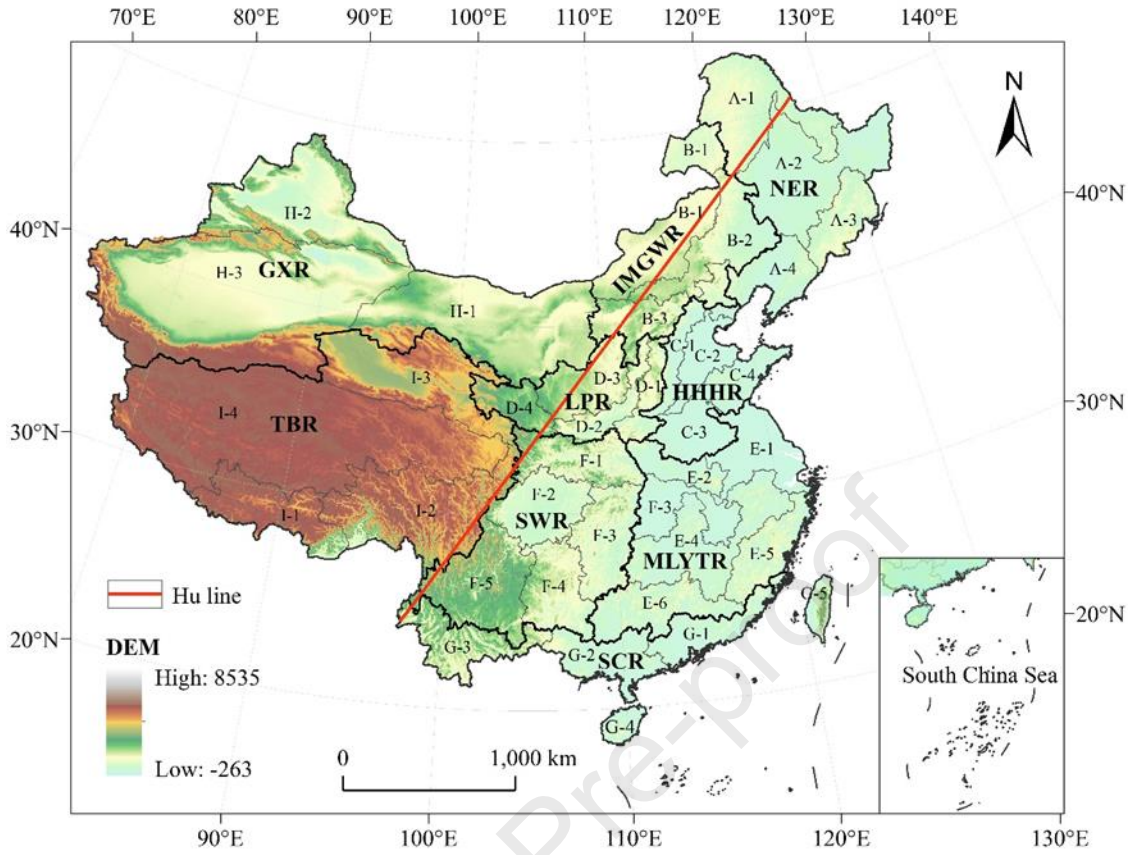 70°E 80°E 90°E 100°E 110°E 120°E 130°E 140°E
N
A-1
B-1
A-2
NER
40°N
B-1
A-3
40°N
H-2
IMGWR
B-2
H-3
GXR
A-4
H-1
B-3
C-1
C-2
I-3
D-3
D-1
C-4
D-4
LPR
HHHR
30°N
I-4
TBR
D-2
C-3
30°N
F-1
E-1
E-2
F-2
F-3
I-1
I-2
SWR
F-3
E-4
MLYTR
E-5
F-5
F-4
Hu line
E-6
G-5
20°N
20°N
DEM
G-3
G-1
G-2
SCR
High: 8535
South China Sea
G-4
0
1,000 km
Low: -263
Pre-proof
90°E 100°E 110°E 120°E 130°E